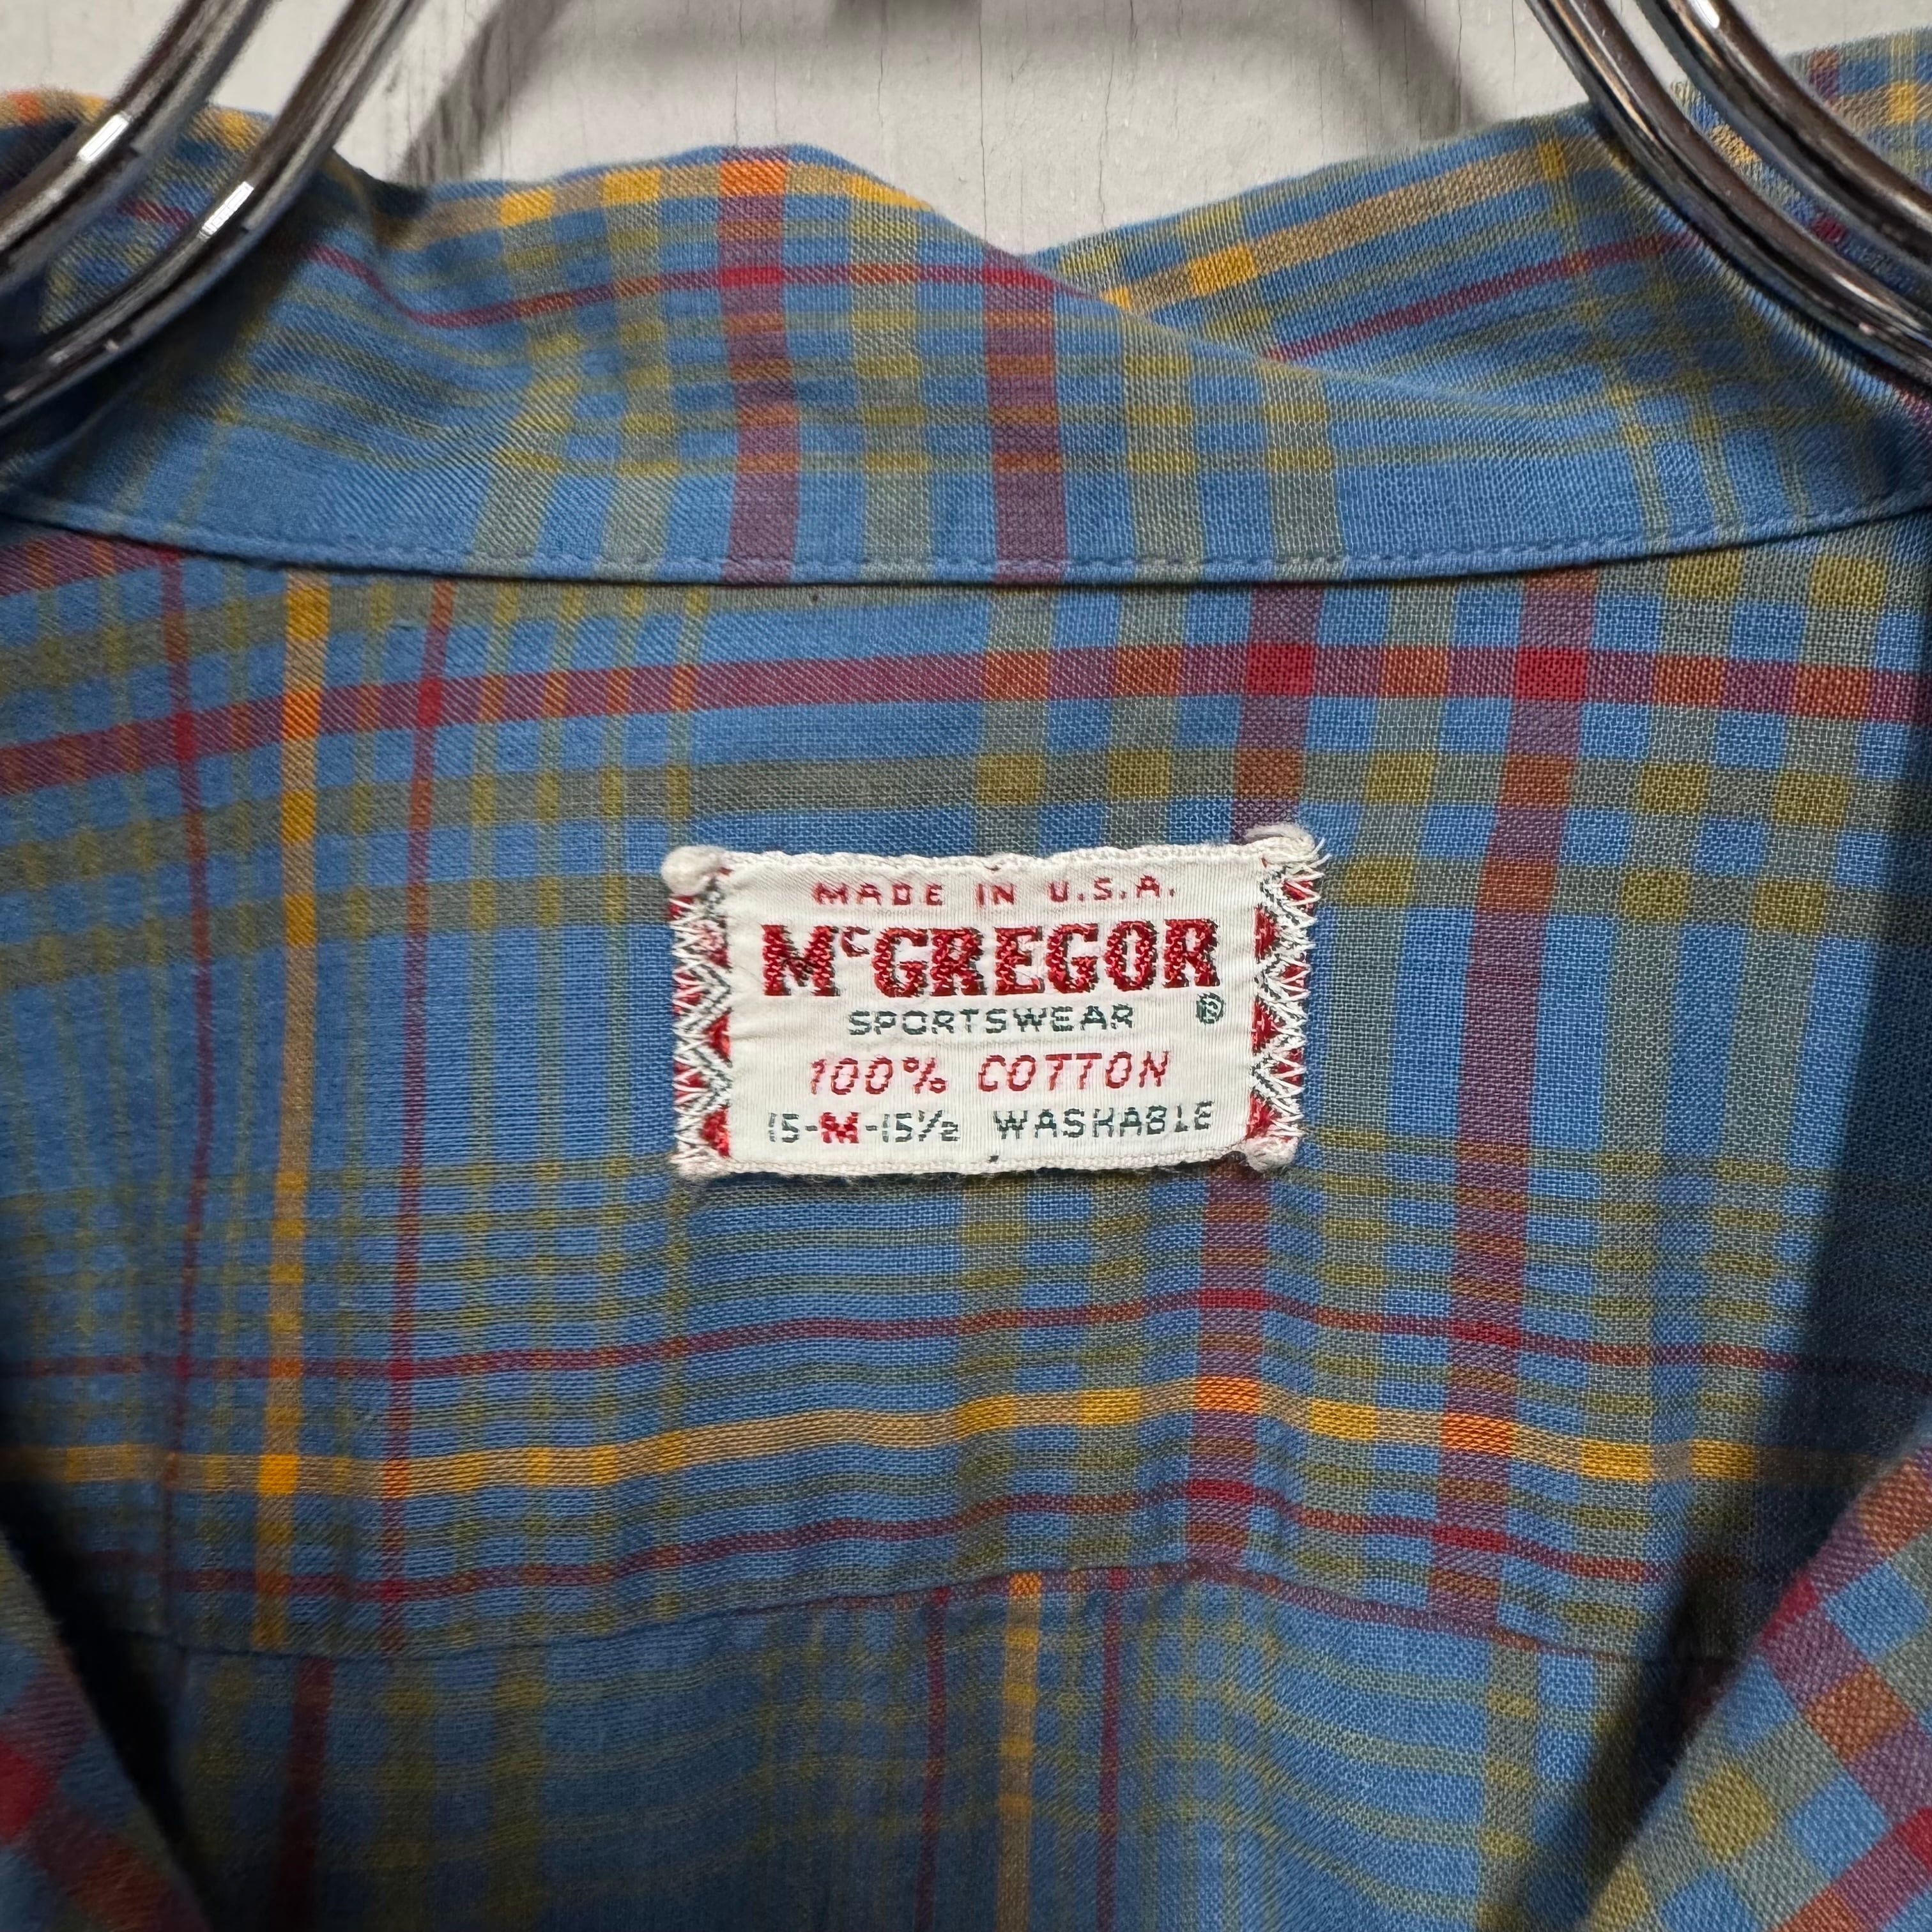 MADE IN U.S.A.
McGREGOR
SPORTSWEAR ®
100% COTTON
15-M-15½ WASHABLE